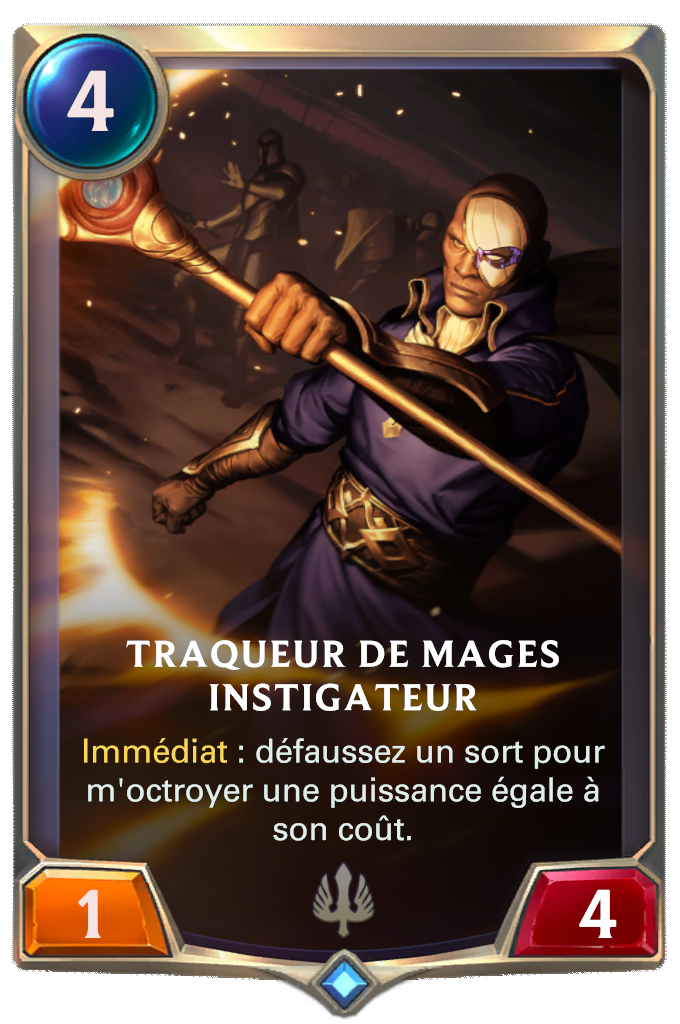 4
TRAQUEUR DE MAGES
INSTIGATEUR
Immédiat : défaussez un sort pour
m'octroyer une puissance égale à
son coût.
1
4